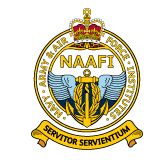 NAVY · ARMY & AIR · FORCE · INSTITUTES ·
NAAFI
SERVITOR SERVIENTIUM